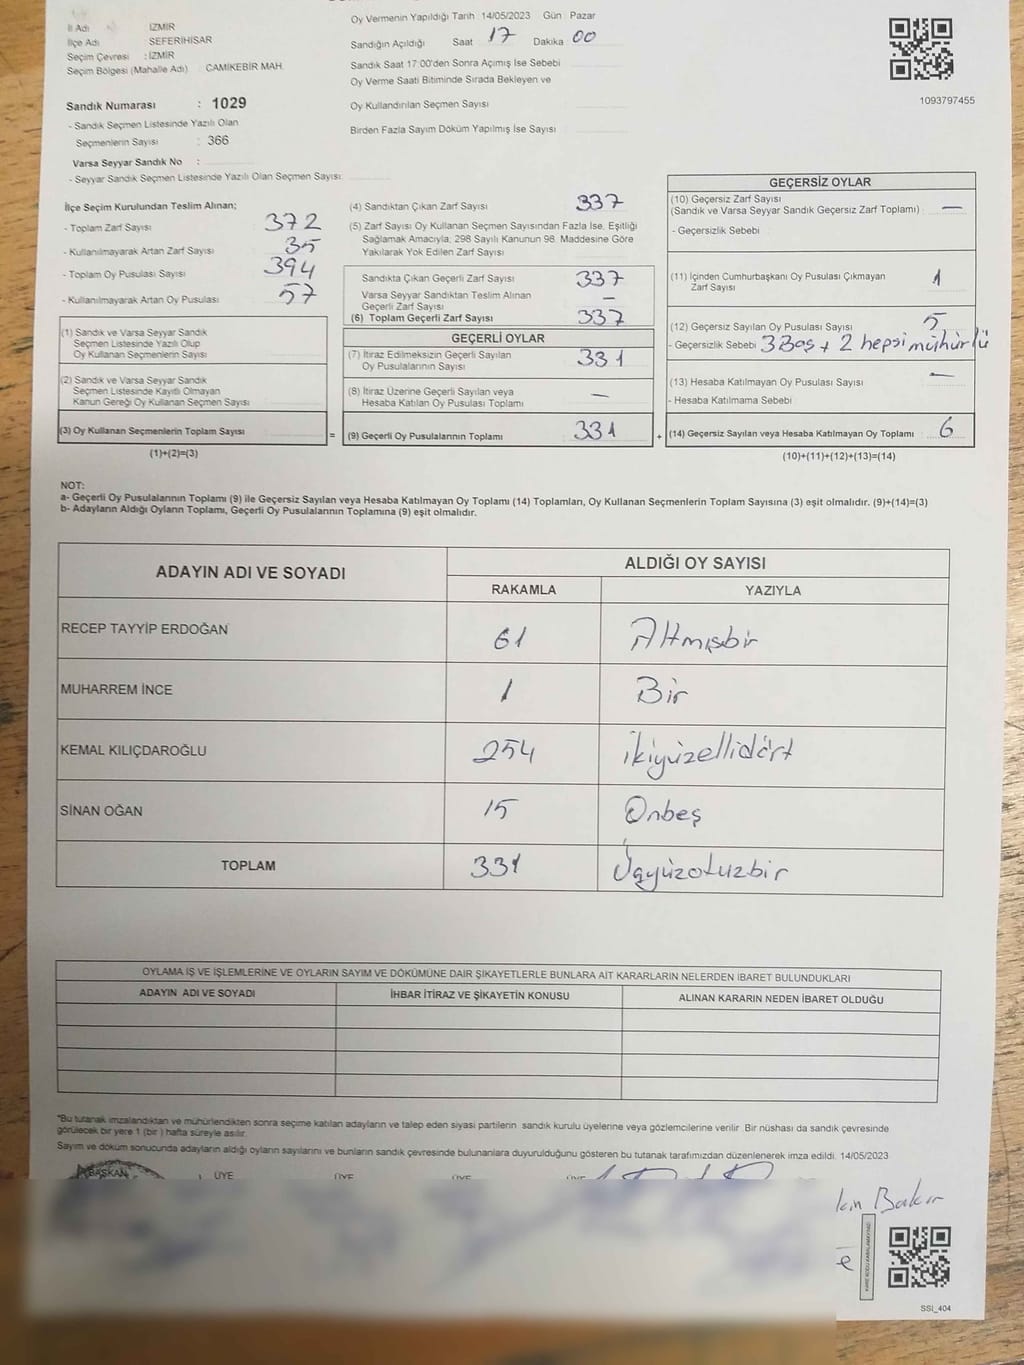 İl Adı İZMİR
İlçe Adı SEFERİHİSAR
Seçim Çevresi : İZMİR
Seçim Bölgesi (Mahalle Adı) : CAMİKEBİR MAH.
Sandık Numarası : 1029
- Sandık Seçmen Listesinde Yazılı Olan
Seçmenlerin Sayısı : 366
Varsa Seyyar Sandık No :
- Seyyar Sandık Seçmen Listesinde Yazılı Olan Seçmen Sayısı:
Oy Vermenin Yapıldığı Tarih 14/05/2023 Gün Pazar
Sandığın Açıldığı Saat 17 Dakika 00
Sandık Saat 17:00'den Sonra Açımış İse Sebebi
Oy Verme Saati Bitiminde Sırada Bekleyen ve
Oy Kullandırılan Seçmen Sayısı
Birden Fazla Sayım Döküm Yapılmış İse Sayısı
1093797455
İlçe Seçim Kurulundan Teslim Alınan;
- Toplam Zarf Sayısı 372
- Kullanılmayarak Artan Zarf Sayısı 35
- Toplam Oy Pusulası Sayısı 394
- Kullanılmayarak Artan Oy Pusulası 57
(1) Sandık ve Varsa Seyyar Sandık
Seçmen Listesinde Yazılı Olup
Oy Kullanan Seçmenlerin Sayısı
(2) Sandık ve Varsa Seyyar Sandık
Seçmen Listesinde Kayıtlı Olmayan
Kanun Gereği Oy Kullanan Seçmen Sayısı
(3) Oy Kullanan Seçmenlerin Toplam Sayısı
(1)+(2)=(3)
=
(4) Sandıktan Çıkan Zarf Sayısı 337
(5) Zarf Sayısı Oy Kullanan Seçmen Sayısından Fazla İse, Eşitliği
Sağlamak Amacıyla; 298 Sayılı Kanunun 98. Maddesine Göre
Yakılarak Yok Edilen Zarf Sayısı
Sandıkta Çıkan Geçerli Zarf Sayısı 337
Varsa Seyyar Sandıktan Teslim Alınan
Geçerli Zarf Sayısı –
(6) Toplam Geçerli Zarf Sayısı 337
GEÇERLİ OYLAR
(7) İtiraz Edilmeksizin Geçerli Sayılan
Oy Pusulalarının Sayısı 331
(8) İtiraz Üzerine Geçerli Sayılan veya
Hesaba Katılan Oy Pusulası Toplamı –
(9) Geçerli Oy Pusulalarının Toplamı 331
+
GEÇERSİZ OYLAR
(10) Geçersiz Zarf Sayısı
(Sandık ve Varsa Seyyar Sandık Geçersiz Zarf Toplamı) : –
- Geçersizlik Sebebi
(11) İçinden Cumhurbaşkanı Oy Pusulası Çıkmayan
Zarf Sayısı 1
(12) Geçersiz Sayılan Oy Pusulası Sayısı 5
- Geçersizlik Sebebi 3 Boş + 2 hepsi mühürlü
(13) Hesaba Katılmayan Oy Pusulası Sayısı –
- Hesaba Katılmama Sebebi
(14) Geçersiz Sayılan veya Hesaba Katılmayan Oy Toplamı 6
(10)+(11)+(12)+(13)=(14)
NOT:
a- Geçerli Oy Pusulalarının Toplamı (9) ile Geçersiz Sayılan veya Hesaba Katılmayan Oy Toplamı (14) Toplamları, Oy Kullanan Seçmenlerin Toplam Sayısına (3) eşit olmalıdır. (9)+(14)=(3)
b- Adayların Aldığı Oyların Toplamı, Geçerli Oy Pusulalarının Toplamına (9) eşit olmalıdır.
ADAYIN ADI VE SOYADI
ALDIĞI OY SAYISI
RAKAMLA YAZIYLA
RECEP TAYYİP ERDOĞAN 61 Altmışbir
MUHARREM İNCE 1 Bir
KEMAL KILIÇDAROĞLU 254 ikiyüzellidört
SİNAN OĞAN 15 Onbeş
TOPLAM 331 Üçyüzotuzbir
OYLAMA İŞ VE İŞLEMLERİNE VE OYLARIN SAYIM VE DÖKÜMÜNE DAİR ŞİKAYETLERLE BUNLARA AİT KARARLARIN NELERDEN İBARET BULUNDUKLARI
ADAYIN ADI VE SOYADI İHBAR İTİRAZ VE ŞİKAYETİN KONUSU ALINAN KARARIN NEDEN İBARET OLDUĞU
*Bu tutanak imzalandıktan ve mühürlendikten sonra seçime katılan adayların ve talep eden siyasi partilerin sandık kurulu üyelerine veya gözlemcilerine verilir. Bir nüshası da sandık çevresinde
görülecek bir yere 1 (bir) hafta süreyle asılır.
Sayım ve döküm sonucunda adayların aldığı oyların sayılarını ve bunların sandık çevresinde bulunanlara duyurulduğunu gösteren bu tutanak tarafımızdan düzenlenerek imza edildi. 14/05/2023
BAŞKAN ÜYE ÜYE ÜYE ÜYE
SSI_404